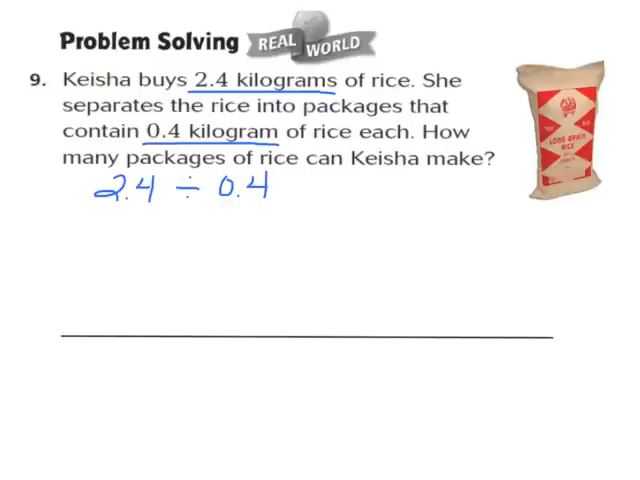 Problem Solving REAL WORLD
9. Keisha buys 2.4 kilograms of rice. She
separates the rice into packages that
contain 0.4 kilogram of rice each. How
many packages of rice can Keisha make?
2.4 ÷ 0.4
LONG GRAIN
RICE